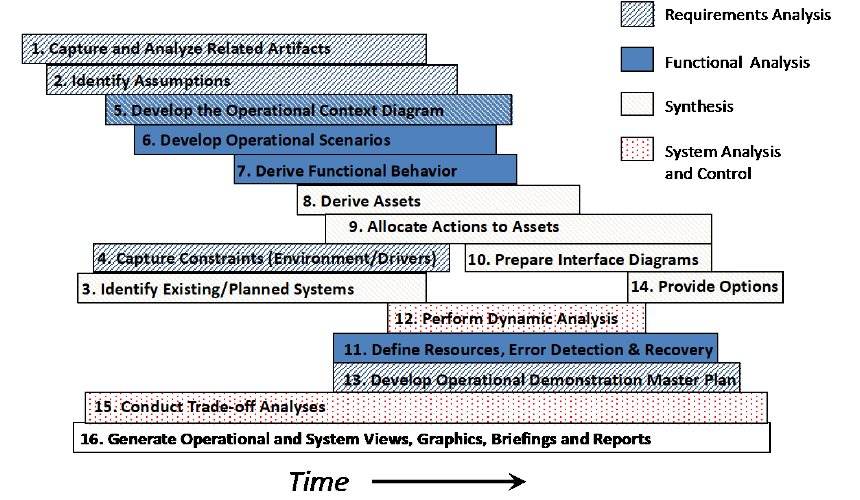 Requirements Analysis
1. Capture and Analyze Related Artifacts
Functional Analysis
2. Identify Assumptions
5. Develop the Operational Context Diagram
Synthesis
6. Develop Operational Scenarios
System Analysis
and Control
7. Derive Functional Behavior
8. Derive Assets
9. Allocate Actions to Assets
4. Capture Constraints (Environment/Drivers)
10. Prepare Interface Diagrams
3. Identify Existing/Planned Systems
14. Provide Options
12. Perform Dynamic Analysis
11. Define Resources, Error Detection & Recovery
13. Develop Operational Demonstration Master Plan
15. Conduct Trade-off Analyses
16. Generate Operational and System Views, Graphics, Briefings and Reports
Time